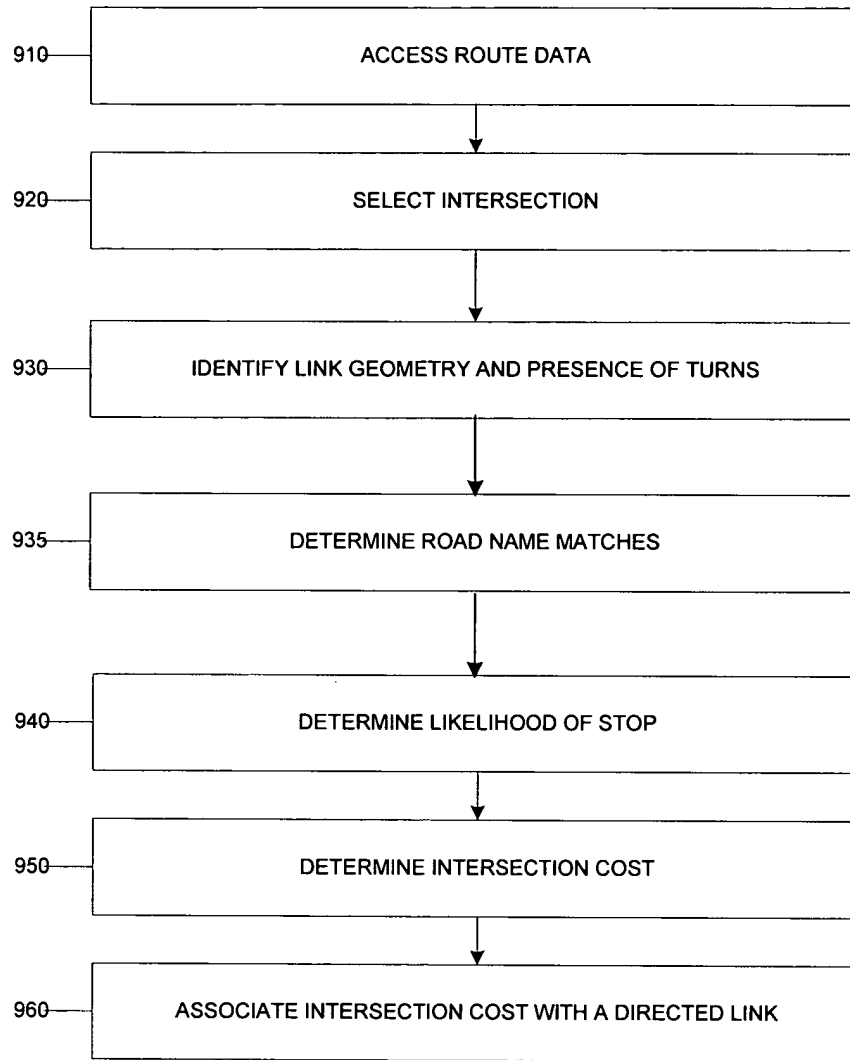 910 ACCESS ROUTE DATA
920 SELECT INTERSECTION
930 IDENTIFY LINK GEOMETRY AND PRESENCE OF TURNS
935 DETERMINE ROAD NAME MATCHES
940 DETERMINE LIKELIHOOD OF STOP
950 DETERMINE INTERSECTION COST
960 ASSOCIATE INTERSECTION COST WITH A DIRECTED LINK